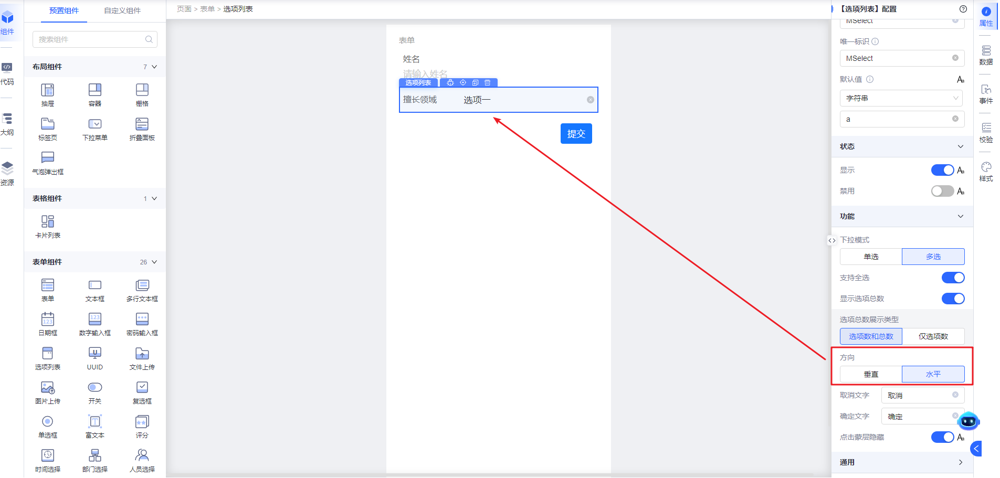 组件
代码
大纲
资源
预置组件
自定义组件
搜索组件
布局组件
7
抽屉
容器
栅格
标签页
下拉菜单
折叠面板
气泡弹出框
表格组件
1
卡片列表
表单组件
26
表单
文本框
多行文本框
日期框
数字输入框
密码输入框
选项列表
UUID
文件上传
图片上传
开关
复选框
单选框
富文本
评分
时间选择
部门选择
人员选择
页面 > 表单 > 选项列表
表单
姓名
请输入姓名
选项列表
擅长领域
选项一
提交
【选项列表】配置
MSelect
唯一标识
MSelect
默认值
字符串
a
状态
显示
禁用
功能
下拉模式
单选
多选
支持全选
显示选项总数
选项总数展示类型
选项数和总数
仅选项数
方向
垂直
水平
取消文字
取消
确定文字
确定
点击蒙层隐藏
通用
属性
数据
事件
校验
样式